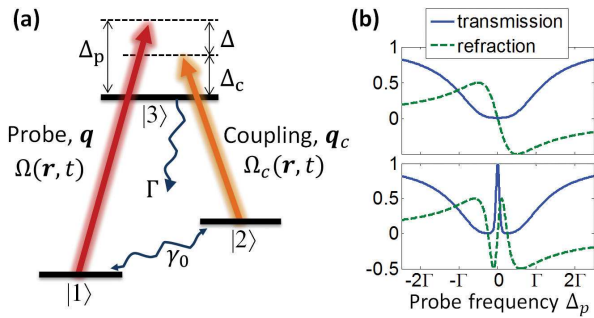 (a)
Δp
Δ
Δc
|3⟩
Probe, q
Ω(r, t)
Coupling, qc
Ωc(r, t)
Γ
|2⟩
γ0
|1⟩
(b)
transmission
refraction
1
0.5
0
1
0.5
0
-0.5
-2Γ -Γ 0 Γ 2Γ
Probe frequency Δp